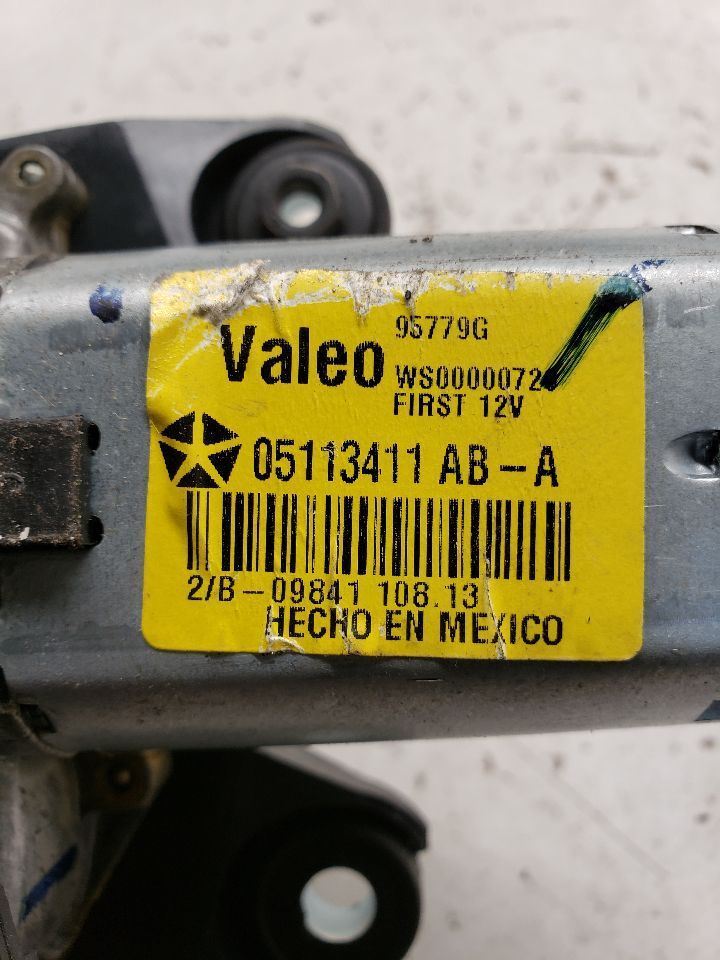 Valeo
95779G
WS0000072
FIRST 12V
05113411 AB-A
2/B-09841 108.13
HECHO EN MEXICO